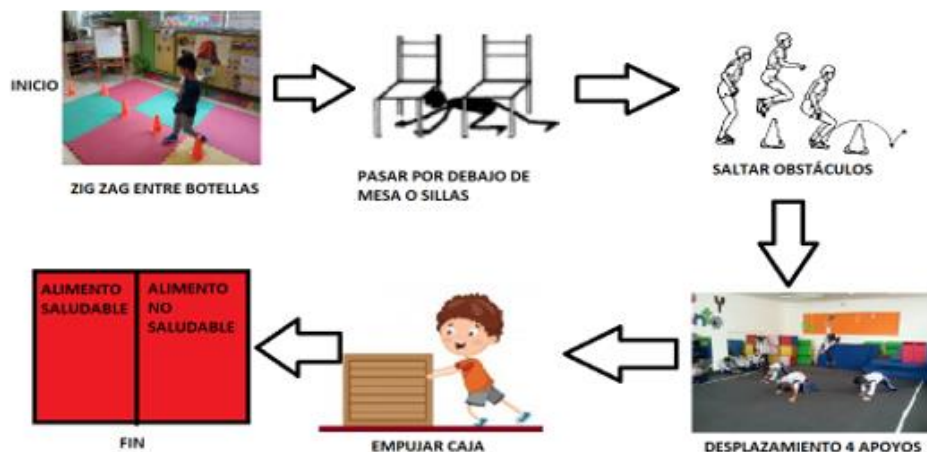 INICIO
ZIG ZAG ENTRE BOTELLAS
PASAR POR DEBAJO DE
MESA O SILLAS
SALTAR OBSTÁCULOS
DESPLAZAMIENTO 4 APOYOS
EMPUJAR CAJA
ALIMENTO
SALUDABLE
ALIMENTO
NO
SALUDABLE
FIN